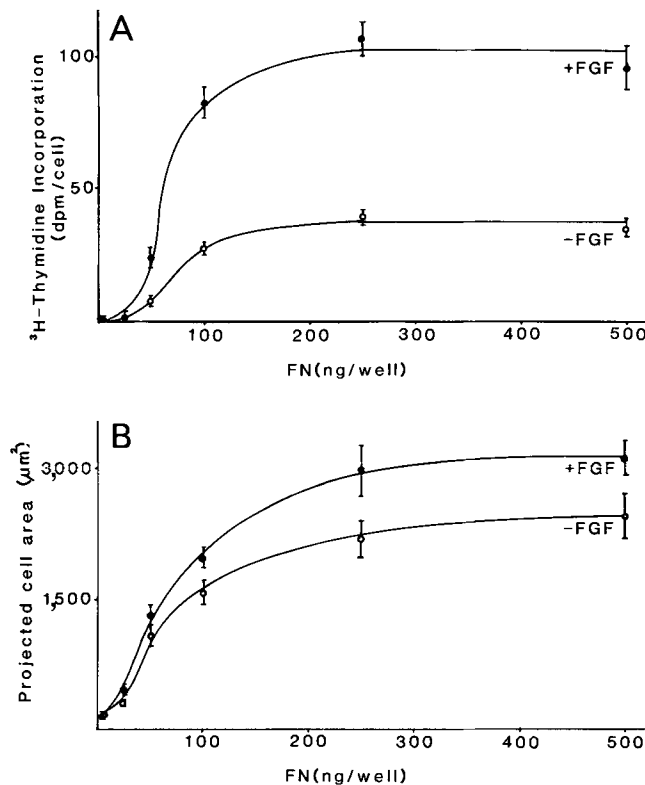 A
³H-Thymidine Incorporation
(dpm/cell)
100
50
+FGF
-FGF
100
200
300
400
500
FN(ng/well)
B
Projected cell area (μm²)
3,000
1,500
+FGF
-FGF
100
200
300
400
500
FN(ng/well)